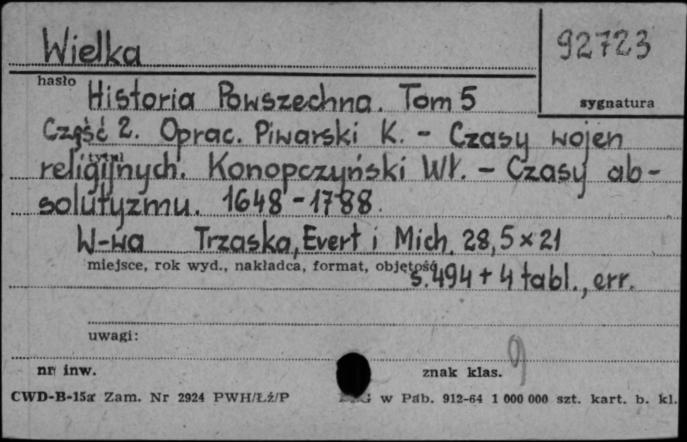 Wielka
92723
hasło
sygnatura
Historia Powszechna. Tom 5
Część 2. Oprac. Piwarski K. - Czasy wojen
tytuł
religijnych. Konopczyński Wł. - Czasy ab-
solutyzmu. 1648-1788.
W-wa Trzaska, Evert i Mich. 28,5 x 21
miejsce, rok wyd., nakładca, format, objętość
s. 494 + 4 tabl., err.
uwagi:
nr inw.
znak klas.
9
CWD-B-15a Zam. Nr 2924 PWH/Łź/P w Pab. 912-64 1 000 000 szt. kart. b. kl.